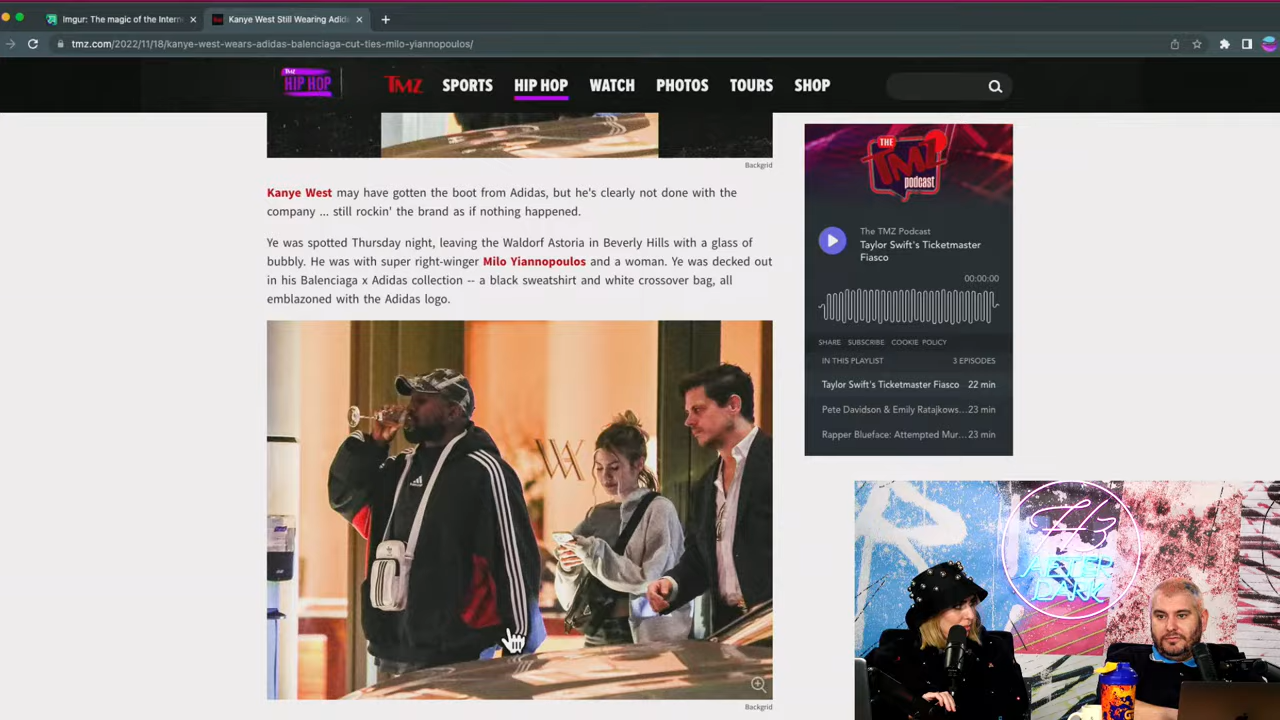 Imgur: The magic of the Intern
Kanye West Still Wearing Adid
tmz.com/2022/11/18/kanye-west-wears-adidas-balenciaga-cut-ties-milo-yiannopoulos/
TMZ
HIP HOP
TMZ SPORTS HIP HOP WATCH PHOTOS TOURS SHOP
Backgrid
Kanye West may have gotten the boot from Adidas, but he's clearly not done with the
company ... still rockin' the brand as if nothing happened.
Ye was spotted Thursday night, leaving the Waldorf Astoria in Beverly Hills with a glass of
bubbly. He was with super right-winger Milo Yiannopoulos and a woman. Ye was decked out
in his Balenciaga x Adidas collection -- a black sweatshirt and white crossover bag, all
emblazoned with the Adidas logo.
WA
Backgrid
THE
TMZ
podcast
The TMZ Podcast
Taylor Swift's Ticketmaster
Fiasco
00:00:00
SHARE SUBSCRIBE COOKIE POLICY
IN THIS PLAYLIST 3 EPISODES
Taylor Swift's Ticketmaster Fiasco 22 min
Pete Davidson & Emily Ratajkows... 23 min
Rapper Blueface: Attempted Mur... 23 min
H3
AFTER
DARK